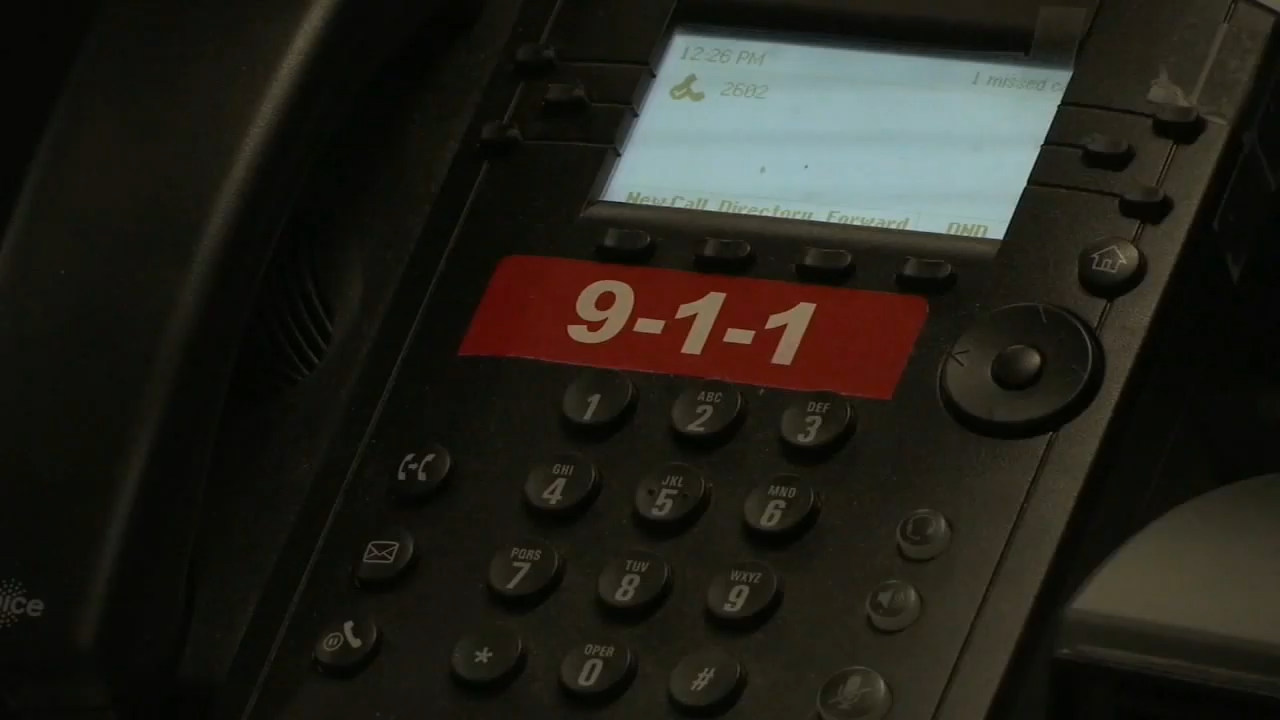 12:26 PM
1 missed
2602
New Call Directory Forward DND
9-1-1
1
ABC
2
DEF
3
GHI
4
JKL
5
MNO
6
PQRS
7
TUV
8
WXYZ
9
*
OPER
0
#